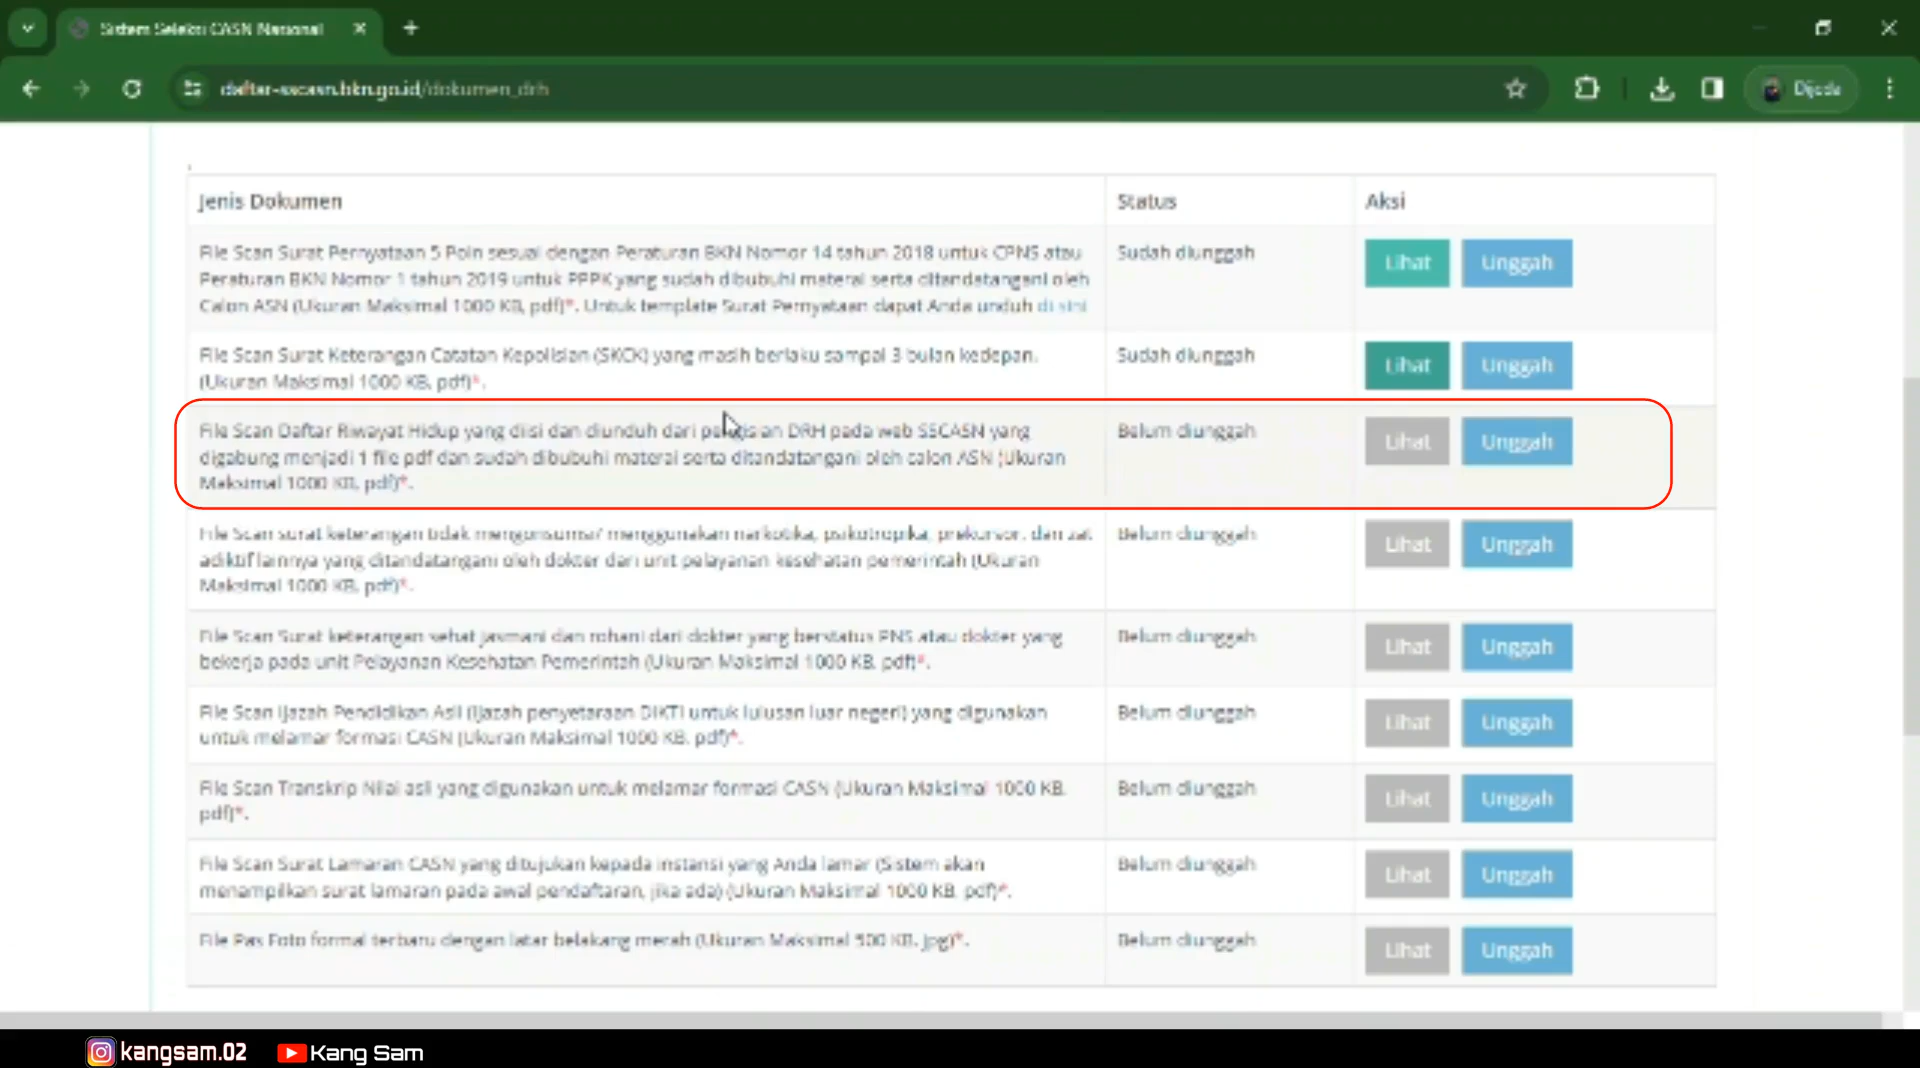 Sistem Seleksi CASN Nasional
daftar-sscasn.bkn.go.id/dokumen_drh
Dijeda
Jenis Dokumen Status Aksi
File Scan Surat Pernyataan 5 Poin sesuai dengan Peraturan BKN Nomor 14 tahun 2018 untuk CPNS atau Sudah diunggah Lihat Unggah
Peraturan BKN Nomor 1 tahun 2019 untuk PPPK yang sudah dibubuhi materai serta ditandatangani oleh
Calon ASN (Ukuran Maksimal 1000 KB, pdf)*. Untuk template Surat Pernyataan dapat Anda unduh di sini
File Scan Surat Keterangan Catatan Kepolisian (SKCK) yang masih berlaku sampai 3 bulan kedepan. Sudah diunggah Lihat Unggah
(Ukuran Maksimal 1000 KB, pdf)*.
File Scan Daftar Riwayat Hidup yang diisi dan diunduh dari pengisian DRH pada web SSCASN yang Belum diunggah Lihat Unggah
digabung menjadi 1 file pdf dan sudah dibubuhi materai serta ditandatangani oleh calon ASN (Ukuran
Maksimal 1000 KB, pdf)*.
File Scan surat keterangan tidak mengonsumsi/ menggunakan narkotika, psikotropika, prekursor, dan zat Belum diunggah Lihat Unggah
adiktif lainnya yang ditandatangani oleh dokter dari unit pelayanan kesehatan pemerintah (Ukuran
Maksimal 1000 KB, pdf)*.
File Scan Surat keterangan sehat jasmani dan rohani dari dokter yang berstatus PNS atau dokter yang Belum diunggah Lihat Unggah
bekerja pada unit Pelayanan Kesehatan Pemerintah (Ukuran Maksimal 1000 KB, pdf)*.
File Scan Ijazah Pendidikan Asli (Ijazah penyetaraan DIKTI untuk lulusan luar negeri) yang digunakan Belum diunggah Lihat Unggah
untuk melamar formasi CASN (Ukuran Maksimal 1000 KB, pdf)*.
File Scan Transkrip Nilai asli yang digunakan untuk melamar formasi CASN (Ukuran Maksimal 1000 KB, Belum diunggah Lihat Unggah
pdf)*.
File Scan Surat Lamaran CASN yang ditujukan kepada instansi yang Anda lamar (Sistem akan Belum diunggah Lihat Unggah
menampilkan surat lamaran pada awal pendaftaran, jika ada) (Ukuran Maksimal 1000 KB, pdf)*.
File Pas Foto formal terbaru dengan latar belakang merah (Ukuran Maksimal 500 KB, jpg)*. Belum diunggah Lihat Unggah
kangsam.02 Kang Sam